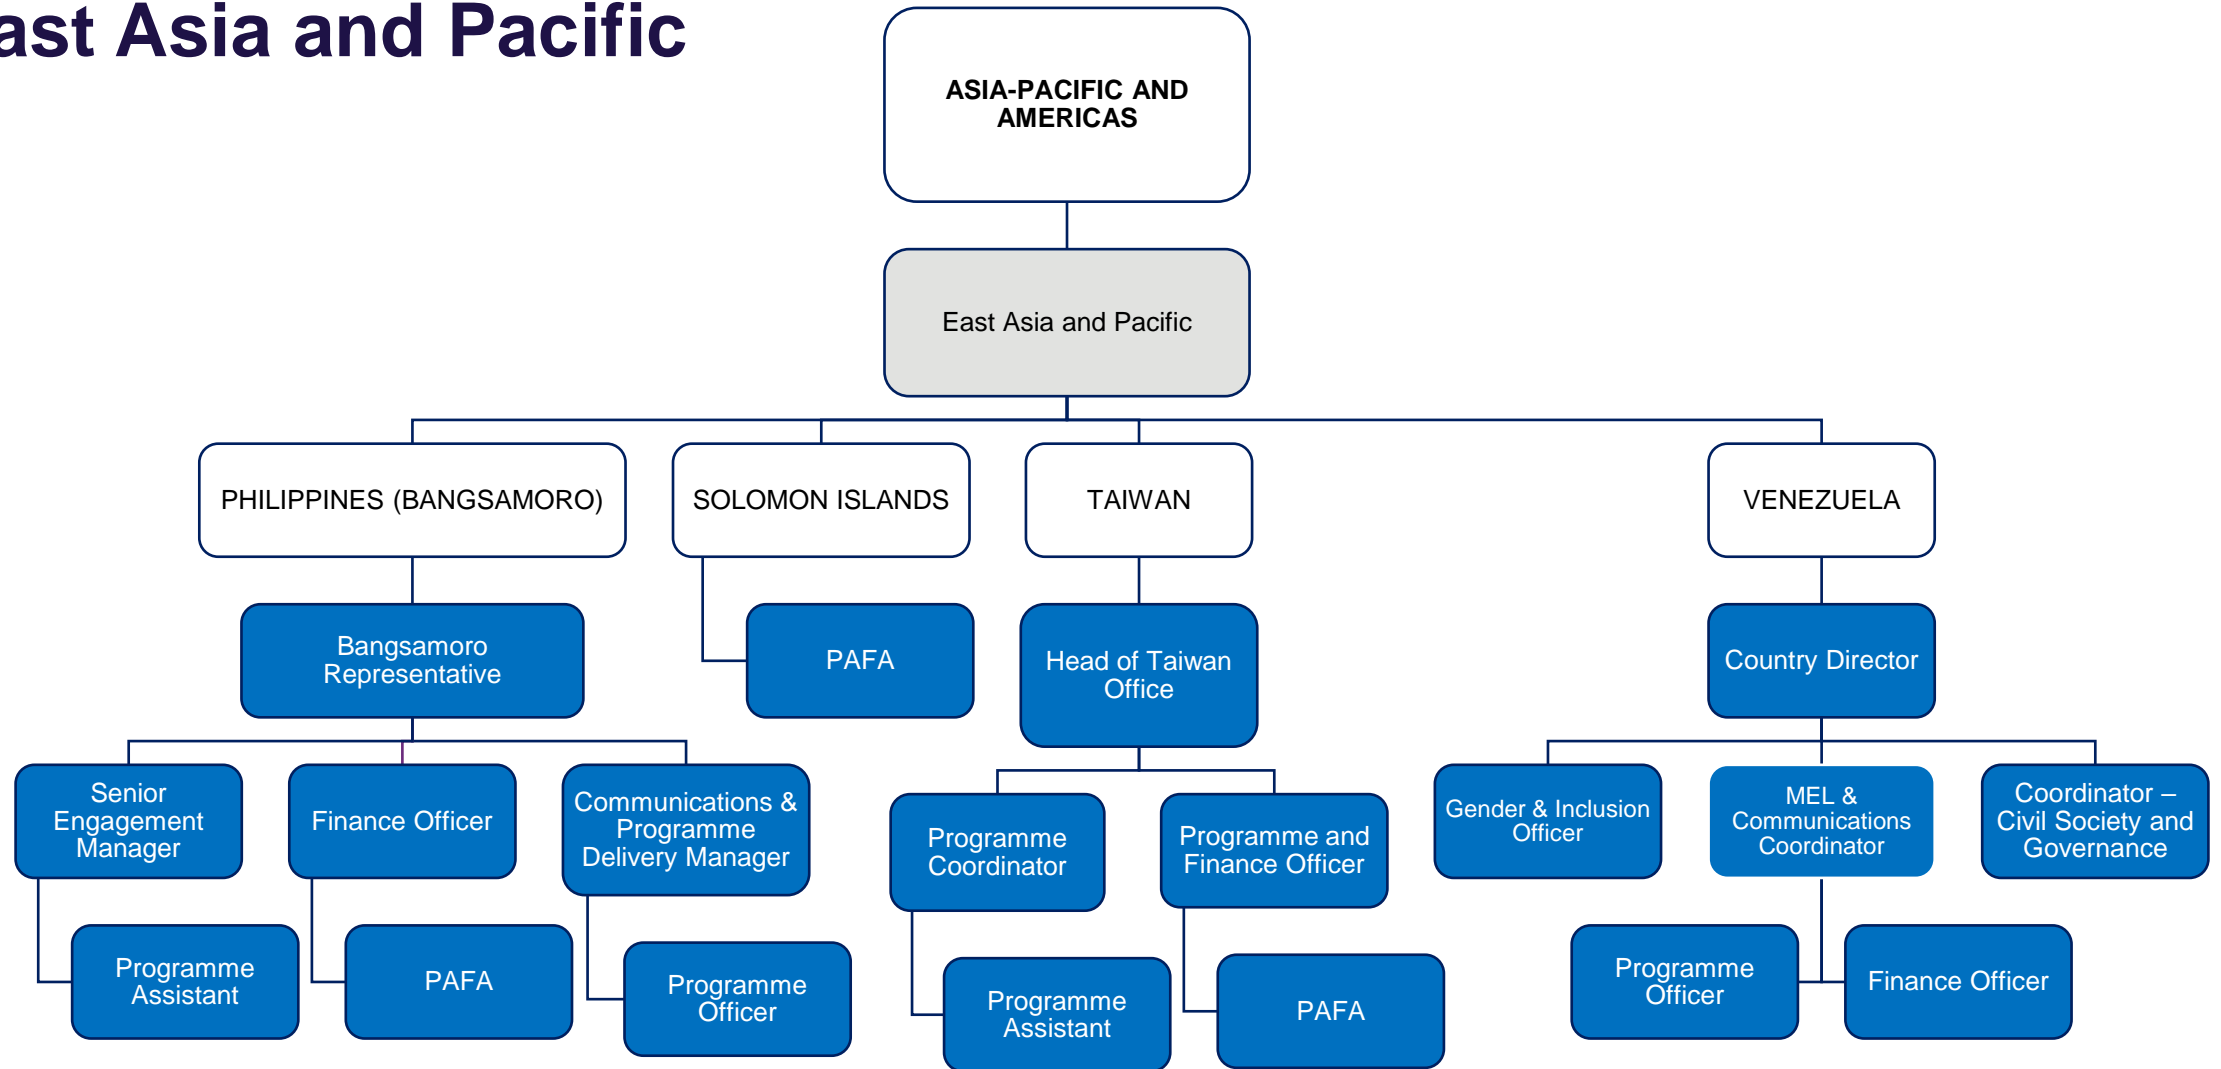 ast Asia and Pacific
ASIA-PACIFIC AND
AMERICAS
East Asia and Pacific
PHILIPPINES (BANGSAMORO)
SOLOMON ISLANDS
TAIWAN
VENEZUELA
Bangsamoro
Representative
PAFA
Head of Taiwan
Office
Country Director
Senior
Engagement
Manager
Finance Officer
Communications &
Programme
Delivery Manager
Programme
Coordinator
Programme and
Finance Officer
Gender & Inclusion
Officer
MEL &
Communications
Coordinator
Coordinator –
Civil Society and
Governance
Programme
Assistant
PAFA
Programme
Officer
Programme
Assistant
PAFA
Programme
Officer
Finance Officer